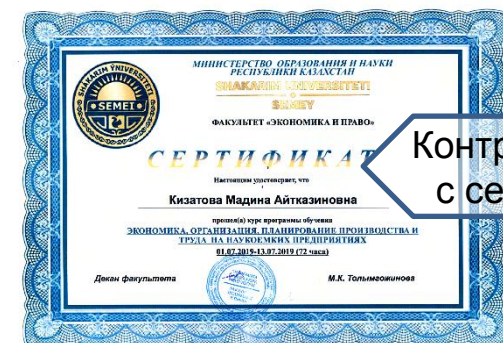 SHAKARIM UNIVERSITETI
SEMEI
МИНИСТЕРСТВО ОБРАЗОВАНИЯ И НАУКИ
РЕСПУБЛИКИ КАЗАХСТАН
SHAKARIM UNIVERSITETI
SEMEY
ФАКУЛЬТЕТ «ЭКОНОМИКА И ПРАВО»
СЕРТИФИКАТ
Настоящим удостоверяет, что
Кизатова Мадина Айтказиновна
прошел(а) курс программы обучения
ЭКОНОМИКА, ОРГАНИЗАЦИЯ, ПЛАНИРОВАНИЕ ПРОИЗВОДСТВА И
ТРУДА НА НАУКОЕМКИХ ПРЕДПРИЯТИЯХ
01.07.2019-13.07.2019 (72 часа)
Декан факультета
М.К. Толымгожинова
Контр
с се